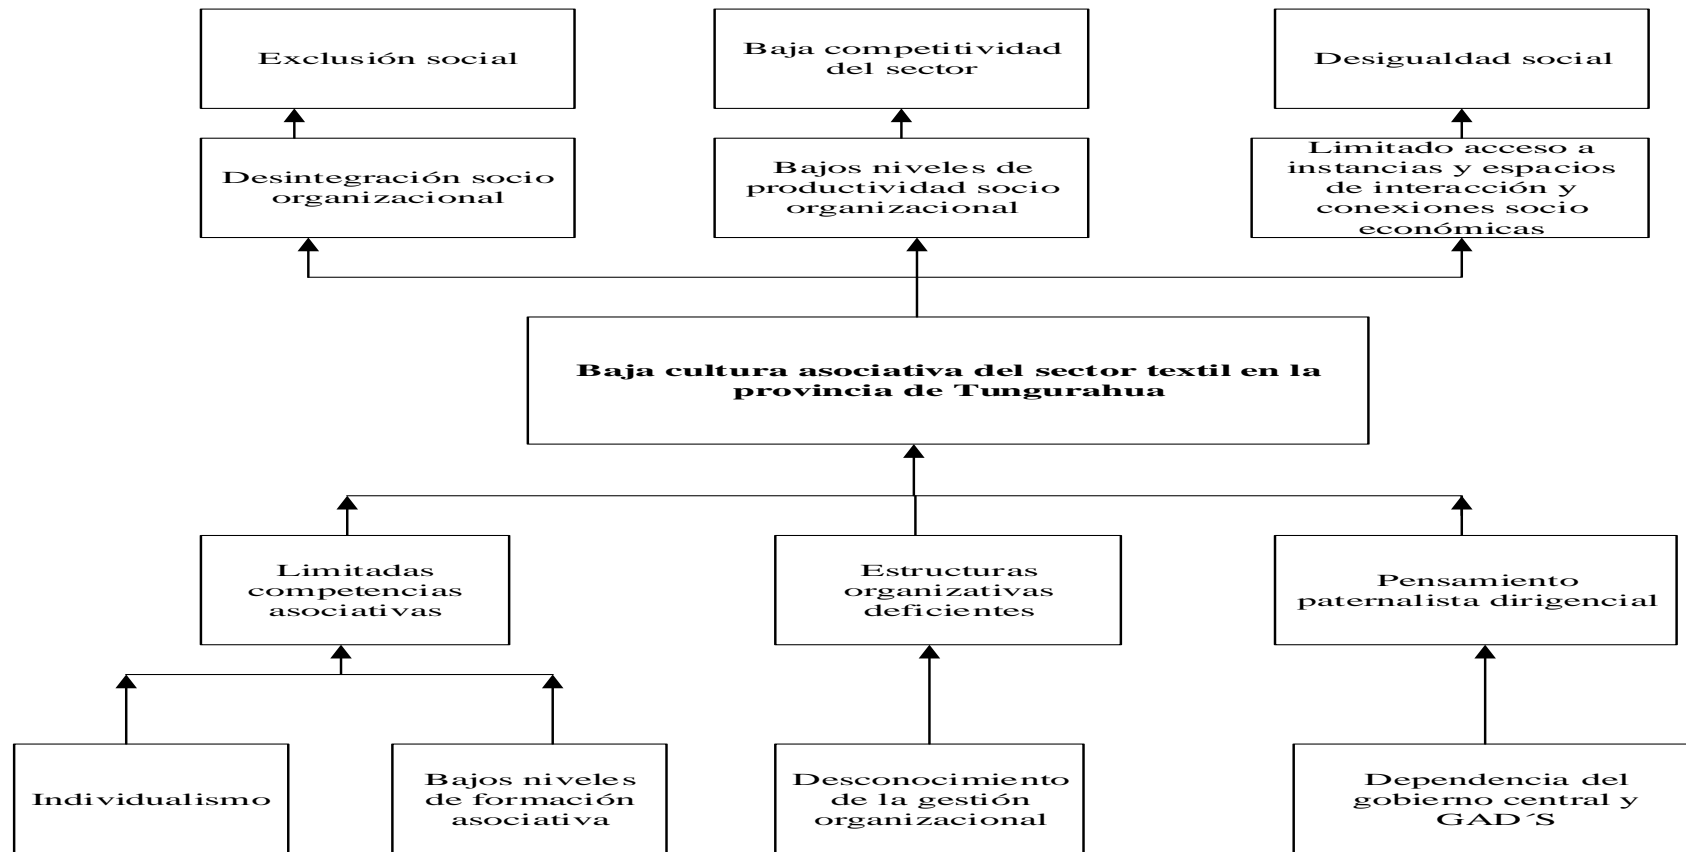 Exclusión social
Baja competitividad
del sector
Desigualdad social
Desintegración socio
organizacional
Bajos niveles de
productividad socio
organizacional
Limitado acceso a
instancias y espacios
de interacción y
conexiones socio
económicas
Baja cultura asociativa del sector textil en la
provincia de Tungurahua
Limitadas
competencias
asociativas
Estructuras
organizativas
deficientes
Pensamiento
paternalista dirigencial
Individualismo
Bajos niveles
de formación
asociativa
Desconocimiento
de la gestión
organizacional
Dependencia del
gobierno central y
GAD´S